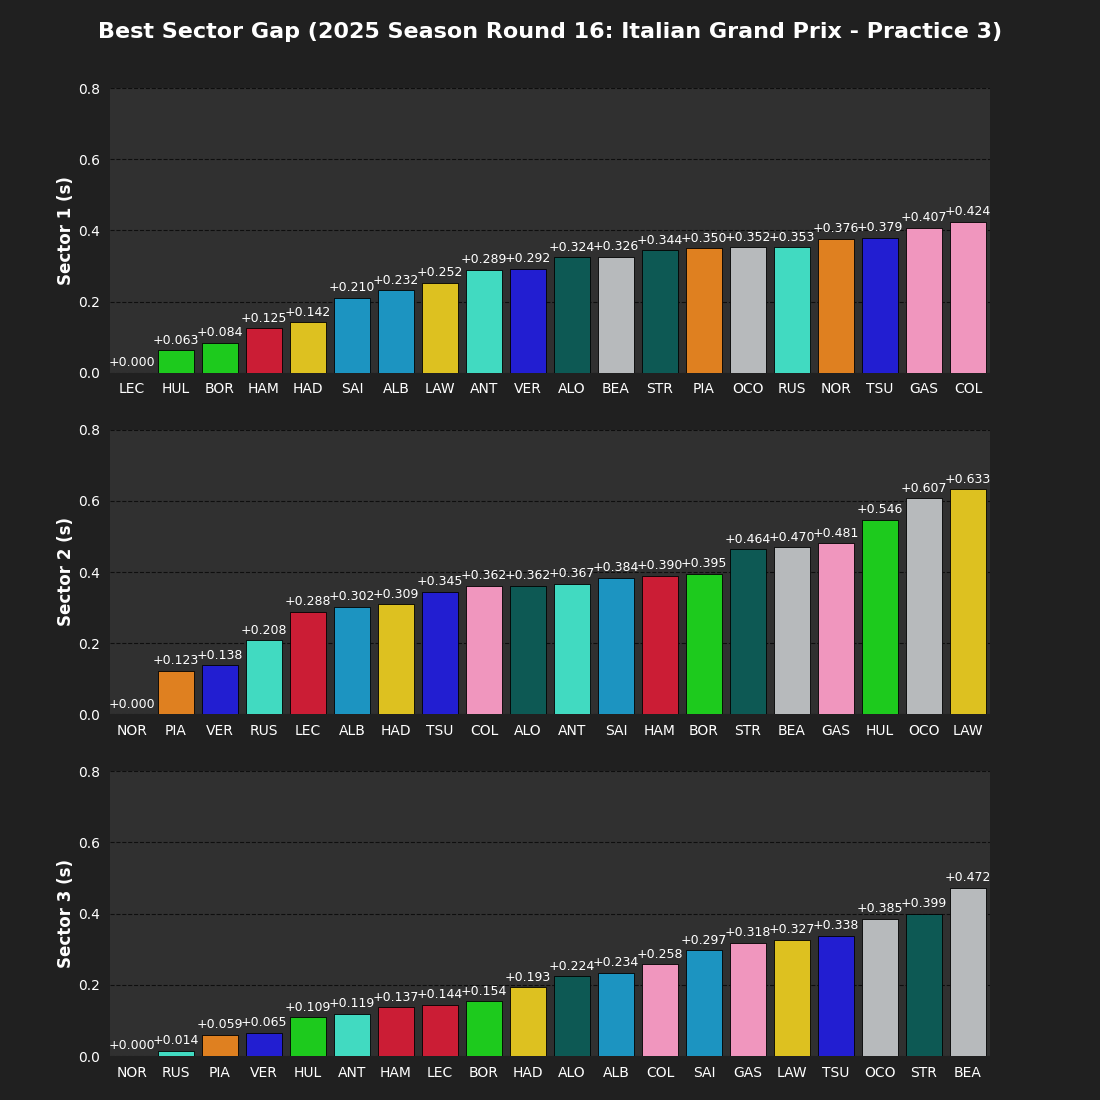 Best Sector Gap (2025 Season Round 16: Italian Grand Prix - Practice 3)
Sector 1 (s)
0.8
0.6
0.4
0.2
0.0
+0.000 +0.063 +0.084 +0.125 +0.142 +0.210 +0.232 +0.252 +0.289 +0.292 +0.324 +0.326 +0.344 +0.350 +0.352 +0.353 +0.376 +0.379 +0.407 +0.424
LEC HUL BOR HAM HAD SAI ALB LAW ANT VER ALO BEA STR PIA OCO RUS NOR TSU GAS COL
Sector 2 (s)
0.8
0.6
0.4
0.2
0.0
+0.000 +0.123 +0.138 +0.208 +0.288 +0.302 +0.309 +0.345 +0.362 +0.362 +0.367 +0.384 +0.390 +0.395 +0.464 +0.470 +0.481 +0.546 +0.607 +0.633
NOR PIA VER RUS LEC ALB HAD TSU COL ALO ANT SAI HAM BOR STR BEA GAS HUL OCO LAW
Sector 3 (s)
0.8
0.6
0.4
0.2
0.0
+0.000 +0.014 +0.059 +0.065 +0.109 +0.119 +0.137 +0.144 +0.154 +0.193 +0.224 +0.234 +0.258 +0.297 +0.318 +0.327 +0.338 +0.385 +0.399 +0.472
NOR RUS PIA VER HUL ANT HAM LEC BOR HAD ALO ALB COL SAI GAS LAW TSU OCO STR BEA